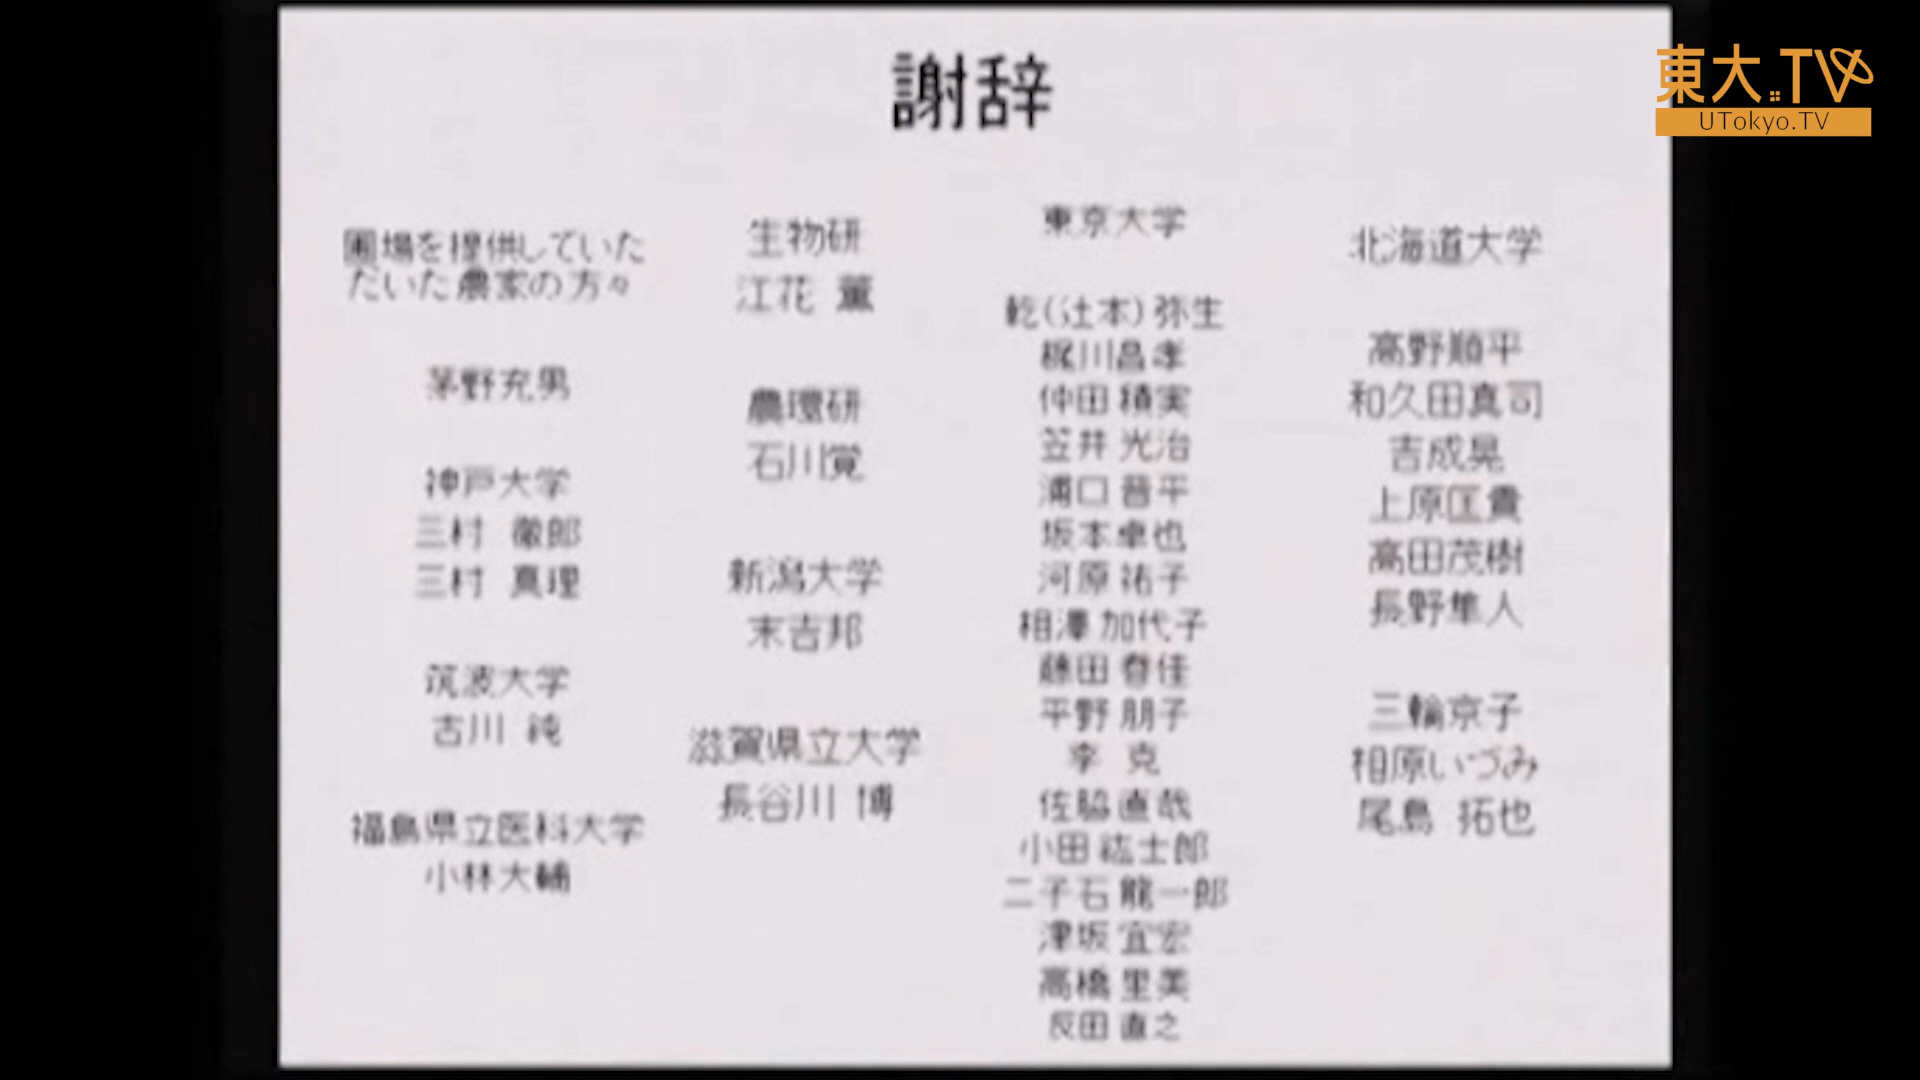 謝辞
東大.TV
UTokyo.TV
圃場を提供していた
だいた農家の方々
茅野充男
神戸大学
三村 徹郎
三村 真理
筑波大学
古川 純
福島県立医科大学
小林大輔
生物研
江花 薫
農環研
石川覚
新潟大学
末吉邦
滋賀県立大学
長谷川 博
東京大学
乾(辻本)弥生
梶川昌孝
仲田 積実
笠井 光治
浦口 晋平
坂本卓也
河原 祐子
相澤 加代子
藤田 春佳
平野 朋子
李 克
佐脇直哉
小田 紘士郎
二子石 龍一郎
津坂 宜宏
高橋 里美
反田 直之
北海道大学
高野順平
和久田真司
吉成晃
上原匡貴
高田茂樹
長野隼人
三輪京子
相原いづみ
尾島 拓也